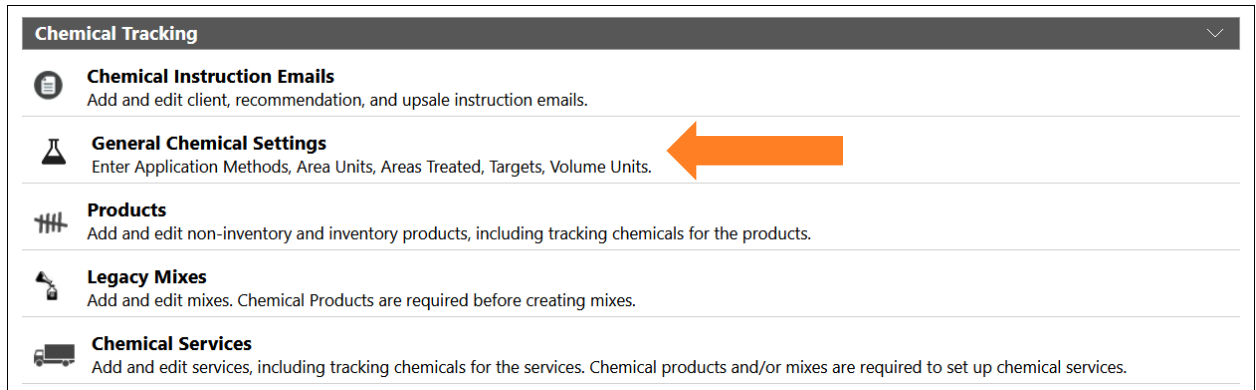 Chemical Tracking
Chemical Instruction Emails
Add and edit client, recommendation, and upsale instruction emails.
General Chemical Settings
Enter Application Methods, Area Units, Areas Treated, Targets, Volume Units.
Products
Add and edit non-inventory and inventory products, including tracking chemicals for the products.
Legacy Mixes
Add and edit mixes. Chemical Products are required before creating mixes.
Chemical Services
Add and edit services, including tracking chemicals for the services. Chemical products and/or mixes are required to set up chemical services.